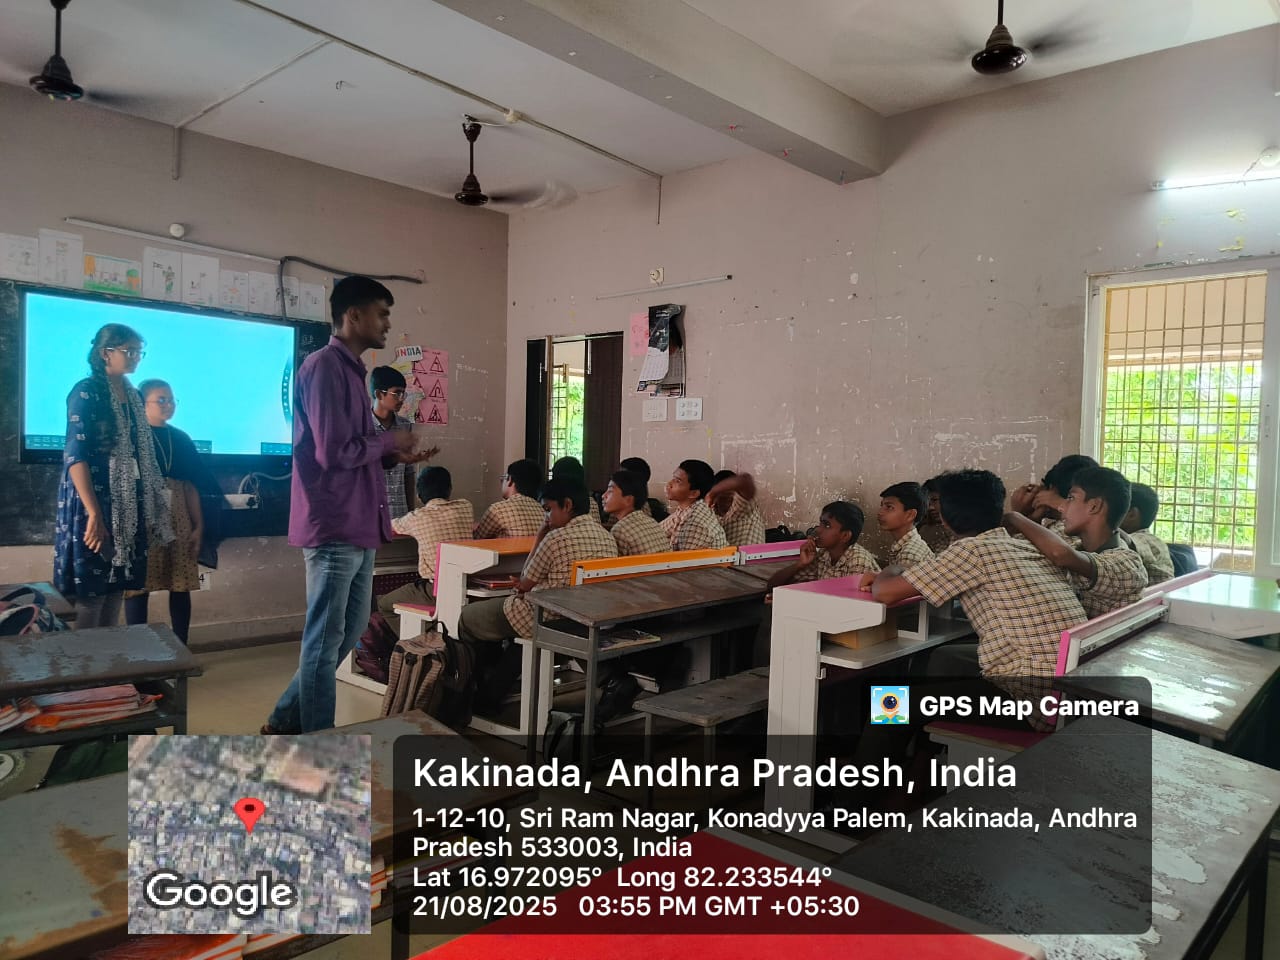 INDIA
GPS Map Camera
Kakinada, Andhra Pradesh, India
1-12-10, Sri Ram Nagar, Konadyya Palem, Kakinada, Andhra
Pradesh 533003, India
Lat 16.972095° Long 82.233544°
21/08/2025 03:55 PM GMT +05:30
Google